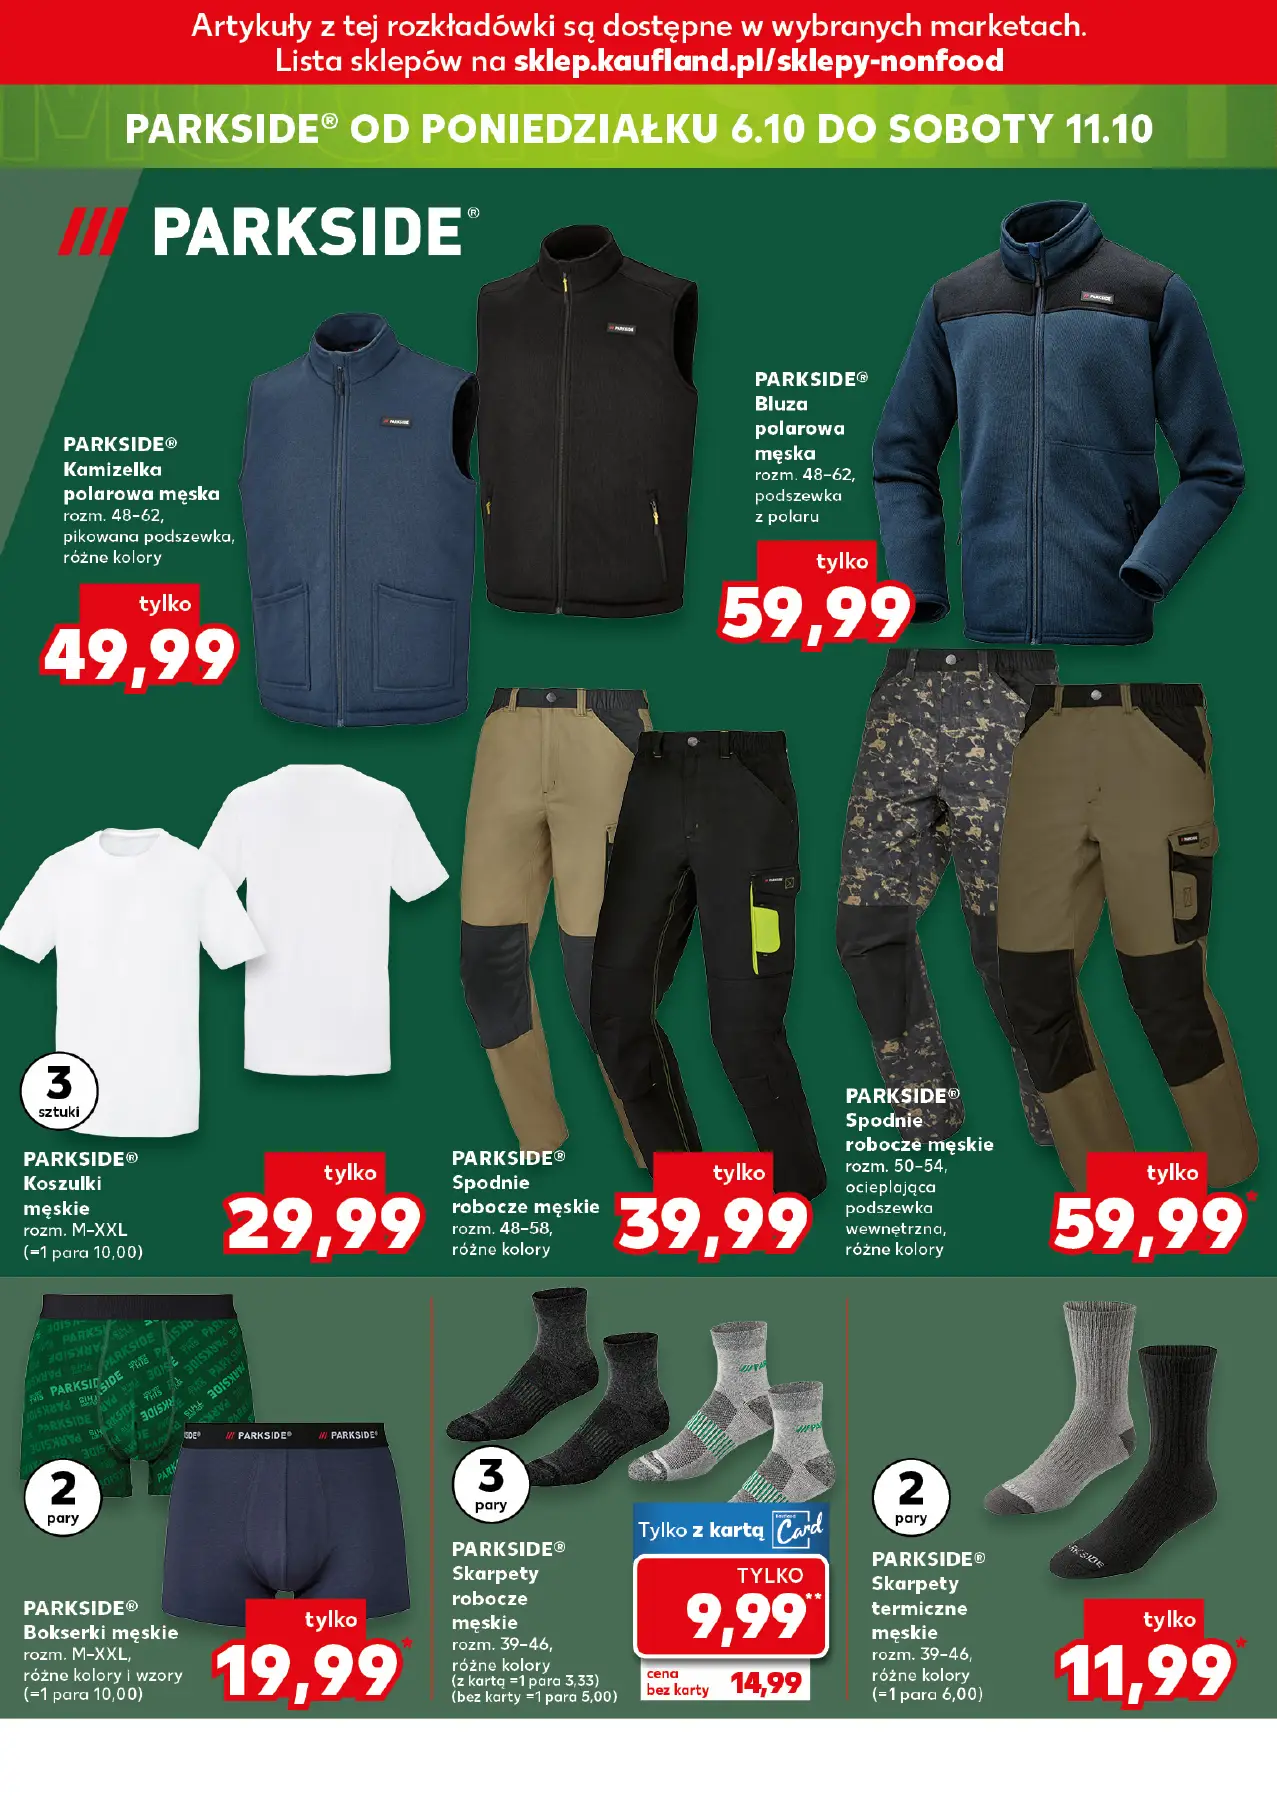 Artykuły z tej rozkładówki są dostępne w wybranych marketach.
Lista sklepów na sklep.kaufland.pl/sklepy-nonfood
PARKSIDE® OD PONIEDZIAŁKU 6.10 DO SOBOTY 11.10
PARKSIDE®
PARKSIDE®
Kamizelka
polarowa męska
rozm. 48–62,
pikowana podszewka,
różne kolory
tylko
49,99
PARKSIDE®
Bluza
polarowa
męska
rozm. 48–62,
podszewka
z polaru
tylko
59,99
3
sztuki
PARKSIDE®
Koszulki
męskie
rozm. M–XXL
(=1 para 10,00)
tylko
29,99
PARKSIDE®
Spodnie
robocze męskie
rozm. 48–58,
różne kolory
tylko
39,99
PARKSIDE®
Spodnie
robocze męskie
rozm. 50–54,
ocieplająca
podszewka
wewnętrzna,
różne kolory
tylko
59,99*
PARKSIDE® PARKSIDE®
2
pary
PARKSIDE®
Bokserki męskie
rozm. M–XXL,
różne kolory i wzory
(=1 para 10,00)
tylko
19,99*
3
pary
PARKSIDE®
Skarpety
robocze
męskie
rozm. 39–46,
różne kolory
(z kartą =1 para 3,33)
(bez karty =1 para 5,00)
Tylko z kartą
Kaufland Card
TYLKO
9,99**
cena
bez karty 14,99
2
pary
PARKSIDE
PARKSIDE®
Skarpety
termiczne
męskie
rozm. 39–46,
różne kolory
(=1 para 6,00)
tylko
11,99*